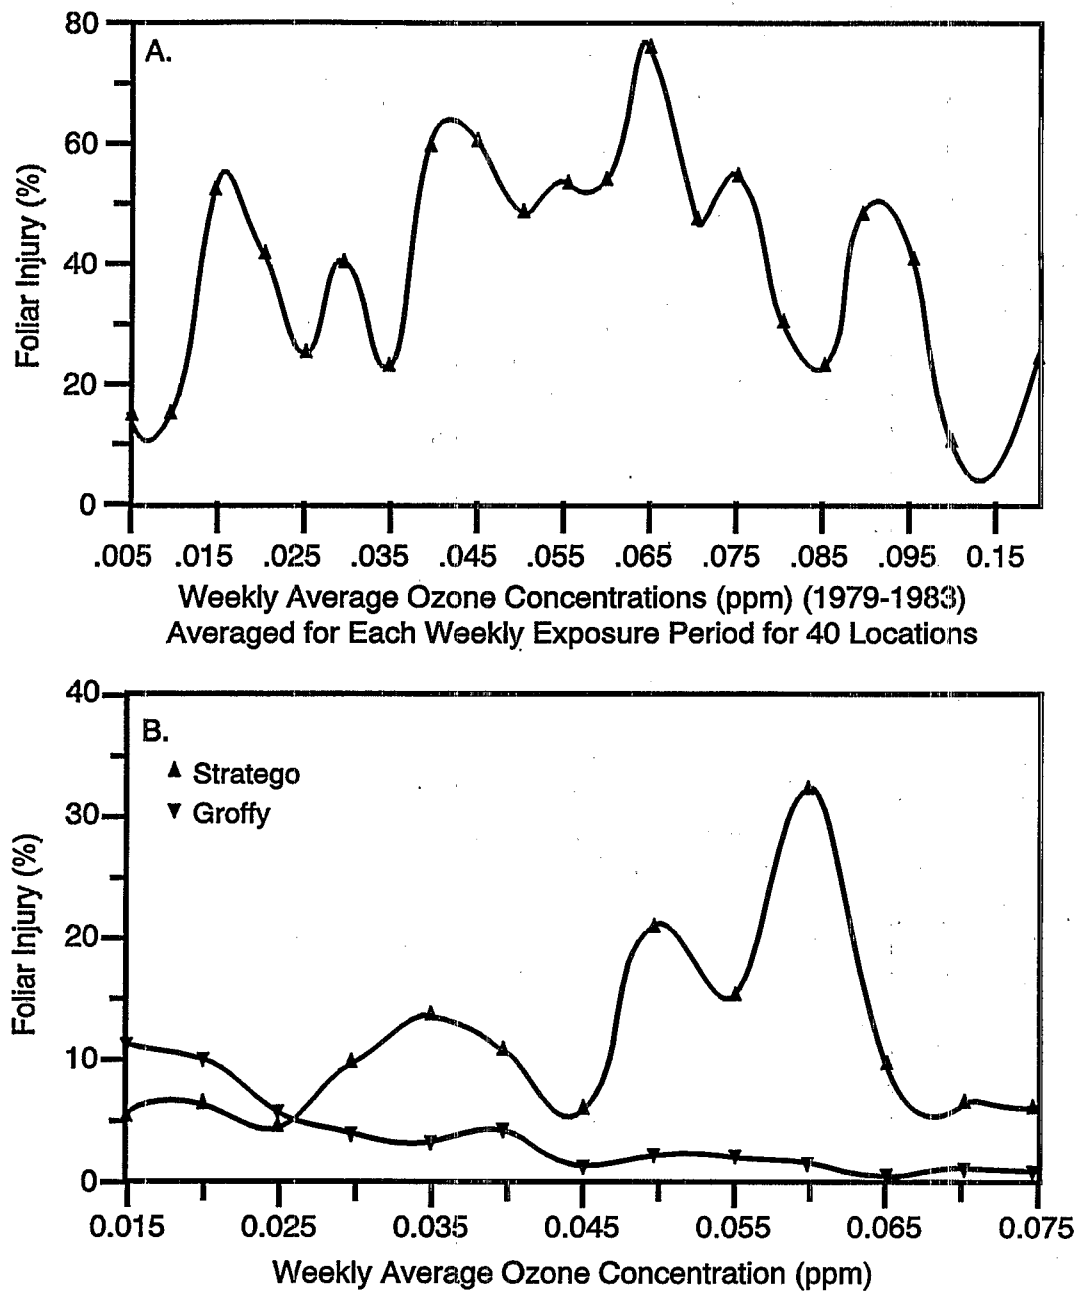 80
A.
60
40
20
0
Foliar Injury (%)
.005 .015 .025 .035 .045 .055 .065 .075 .085 .095 0.15
Weekly Average Ozone Concentrations (ppm) (1979-1983)
Averaged for Each Weekly Exposure Period for 40 Locations
40
B.
Stratego
Groffy
30
20
10
0
Foliar Injury (%)
0.015 0.025 0.035 0.045 0.055 0.065 0.075
Weekly Average Ozone Concentration (ppm)